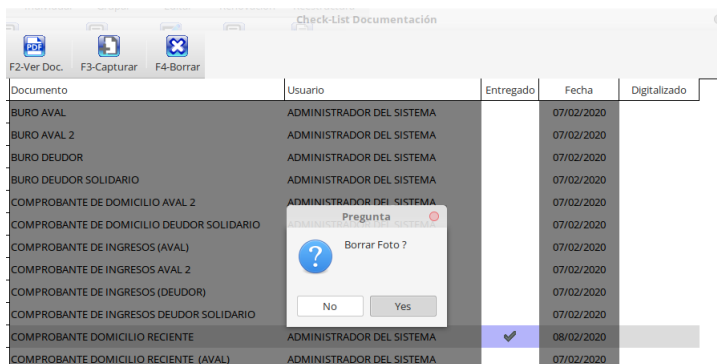 Check-List Documentación
PDF
F2-Ver Doc. F3-Capturar F4-Borrar
Documento Usuario Entregado Fecha Digitalizado
BURO AVAL ADMINISTRADOR DEL SISTEMA 07/02/2020
BURO AVAL 2 ADMINISTRADOR DEL SISTEMA 07/02/2020
BURO DEUDOR ADMINISTRADOR DEL SISTEMA 07/02/2020
BURO DEUDOR SOLIDARIO ADMINISTRADOR DEL SISTEMA 07/02/2020
COMPROBANTE DE DOMICILIO AVAL 2 ADMINISTRADOR DEL SISTEMA 07/02/2020
COMPROBANTE DE DOMICILIO DEUDOR SOLIDARIO ADMINISTRADOR DEL SISTEMA 07/02/2020
COMPROBANTE DE INGRESOS (AVAL) 07/02/2020
COMPROBANTE DE INGRESOS AVAL 2 07/02/2020
COMPROBANTE DE INGRESOS (DEUDOR) 07/02/2020
COMPROBANTE DE INGRESOS DEUDOR SOLIDARIO 07/02/2020
COMPROBANTE DOMICILIO RECIENTE ADMINISTRADOR DEL SISTEMA ✔ 08/02/2020
COMPROBANTE DOMICILIO RECIENTE (AVAL) ADMINISTRADOR DEL SISTEMA 07/02/2020
Pregunta
Borrar Foto ?
No Yes